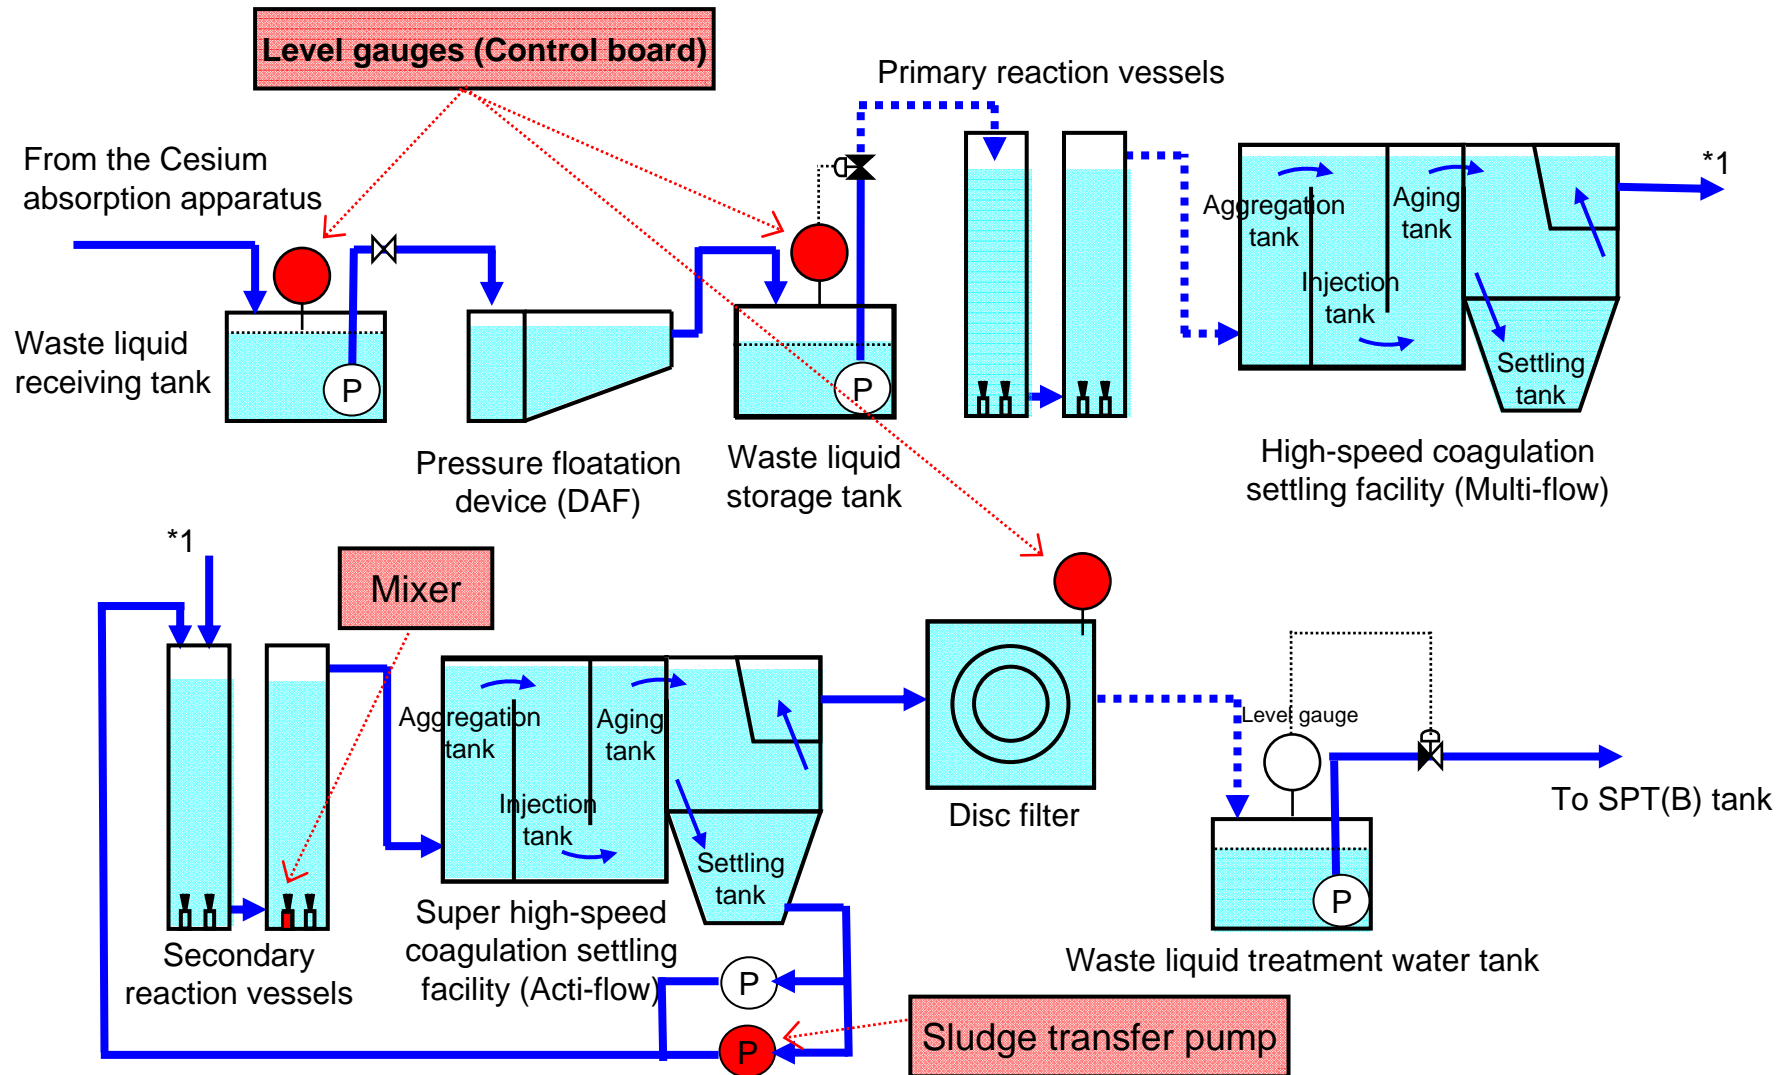 Level gauges (Control board)
Primary reaction vessels
From the Cesium
absorption apparatus
*1
Aggregation
tank
Aging
tank
Injection
tank
Settling
tank
Waste liquid
receiving tank
P
P
Pressure floatation
device (DAF)
Waste liquid
storage tank
High-speed coagulation
settling facility (Multi-flow)
*1
Mixer
Aggregation
tank
Aging
tank
Injection
tank
Settling
tank
Level gauge
Disc filter
To SPT(B) tank
P
Secondary
reaction vessels
Super high-speed
coagulation settling
facility (Acti-flow)
Waste liquid treatment water tank
P
P
Sludge transfer pump